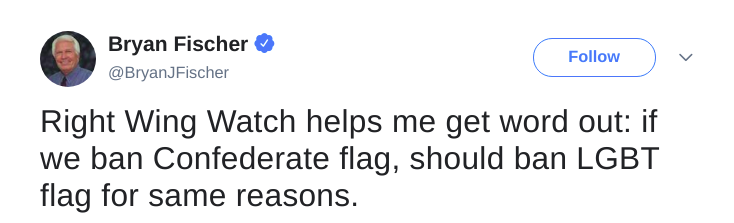 Bryan Fischer
@BryanJFischer
Follow
Right Wing Watch helps me get word out: if
we ban Confederate flag, should ban LGBT
flag for same reasons.